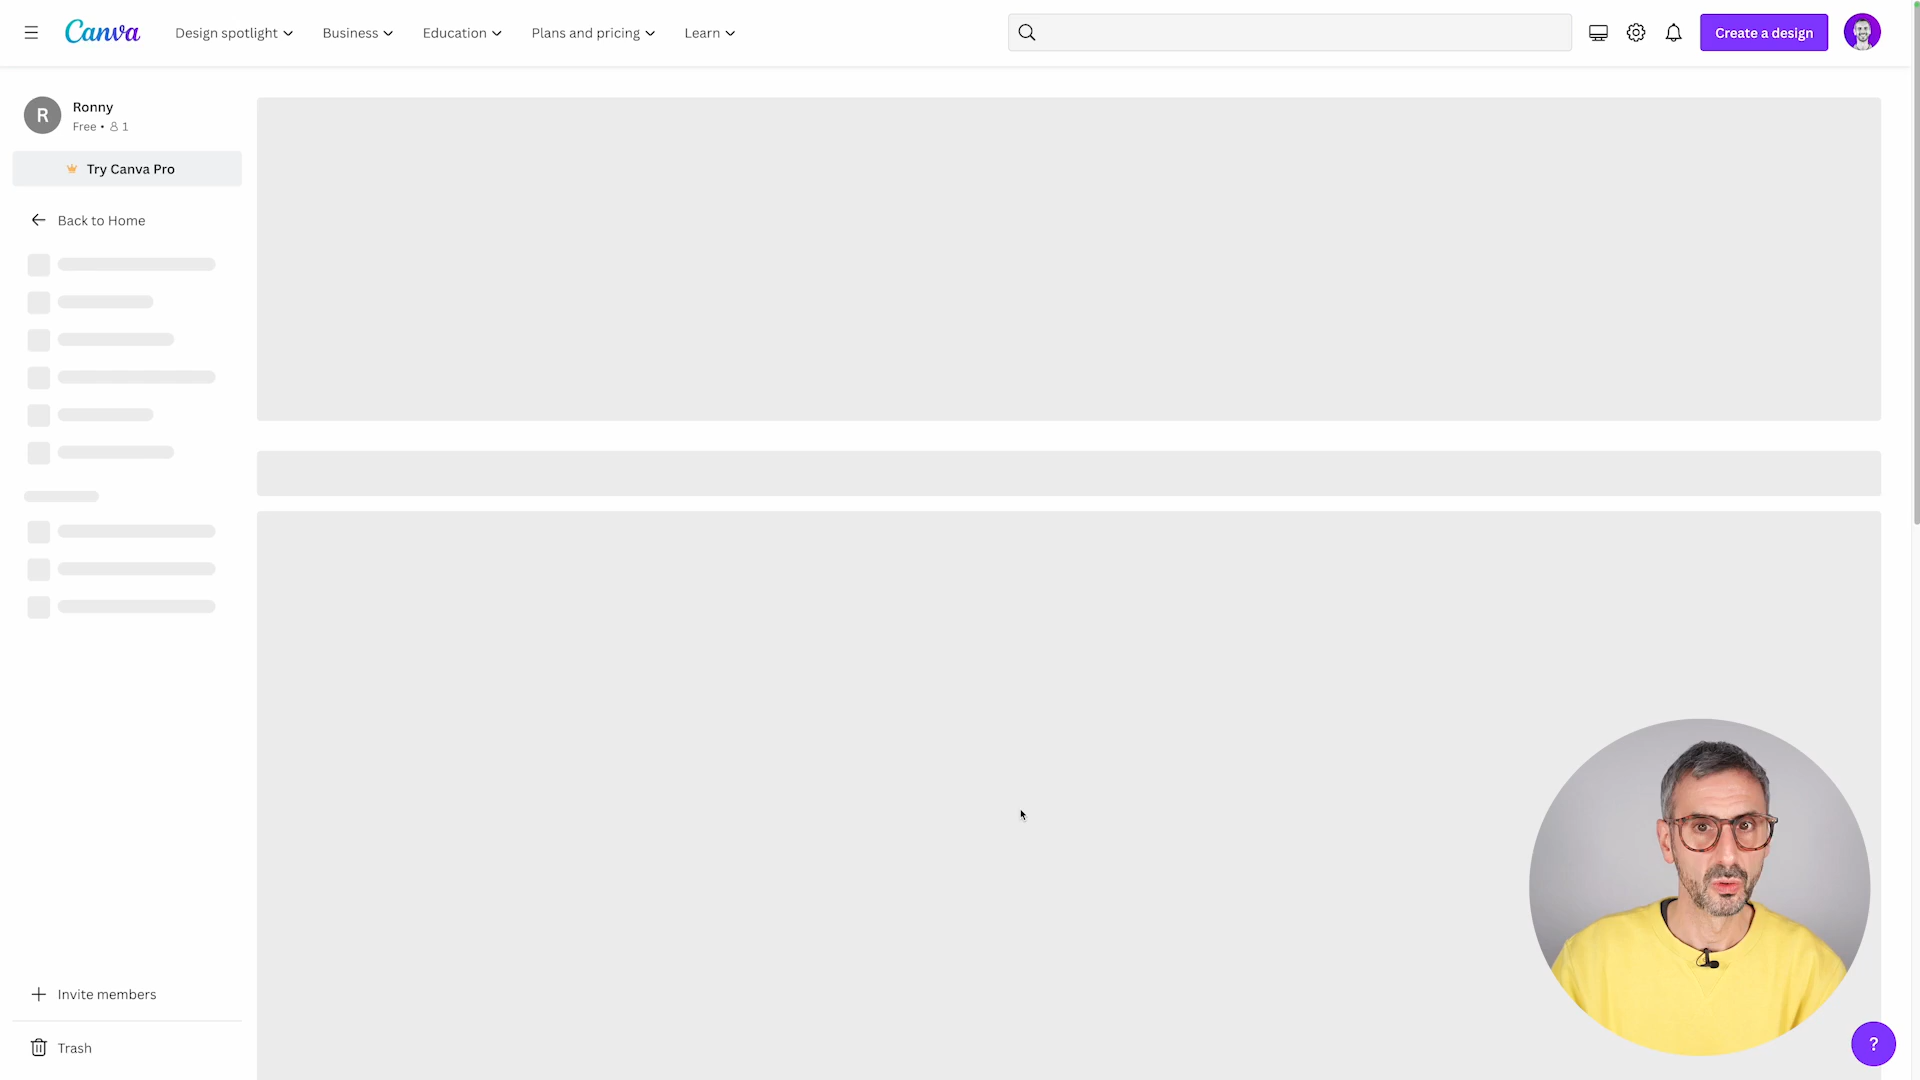 Canva
Design spotlight
Business
Education
Plans and pricing
Learn
Create a design
R
Ronny
Free • 1
Try Canva Pro
Back to Home
Invite members
Trash
?